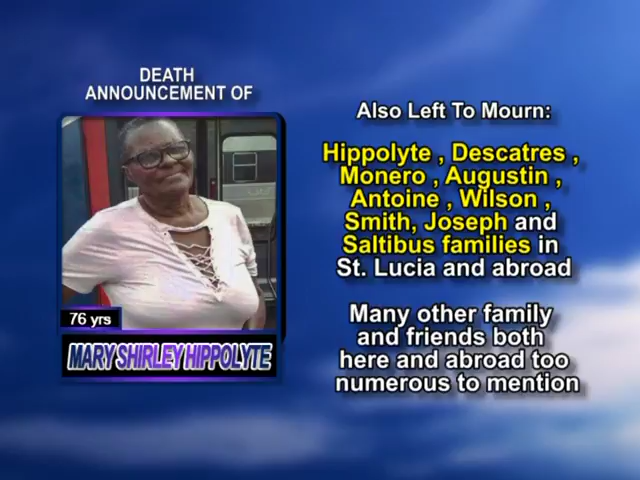 DEATH
ANNOUNCEMENT OF
76 yrs
MARY SHIRLEY HIPPOLYTE
Also Left To Mourn:
Hippolyte , Descatres ,
Monero , Augustin ,
Antoine , Wilson ,
Smith, Joseph and
Saltibus families in
St. Lucia and abroad
Many other family
and friends both
here and abroad too
numerous to mention